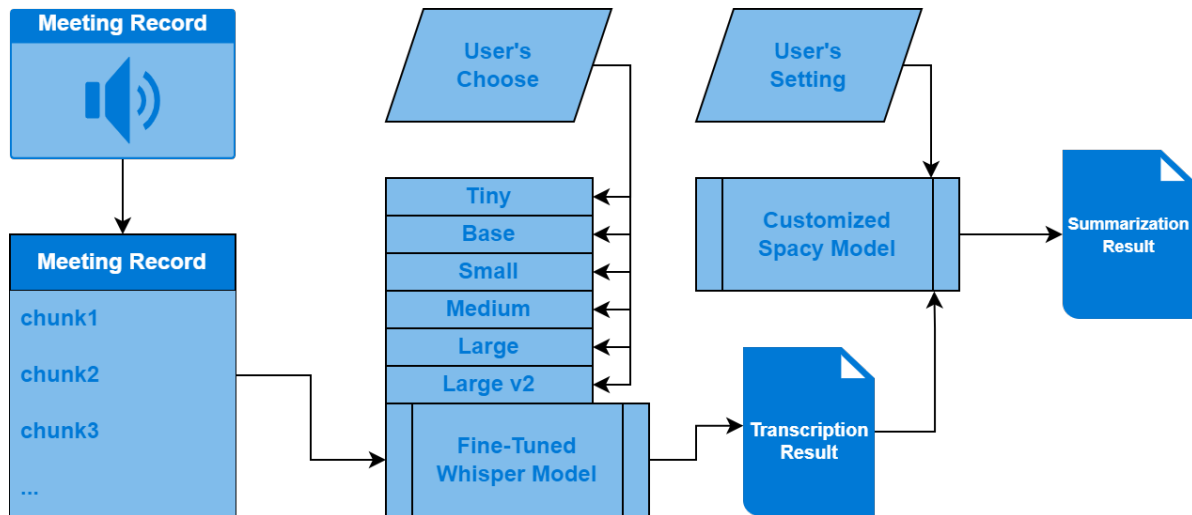 Meeting Record
User's
Choose
User's
Setting
Meeting Record
chunk1
chunk2
chunk3
...
Tiny
Base
Small
Medium
Large
Large v2
Fine-Tuned
Whisper Model
Transcription
Result
Customized
Spacy Model
Summarization
Result